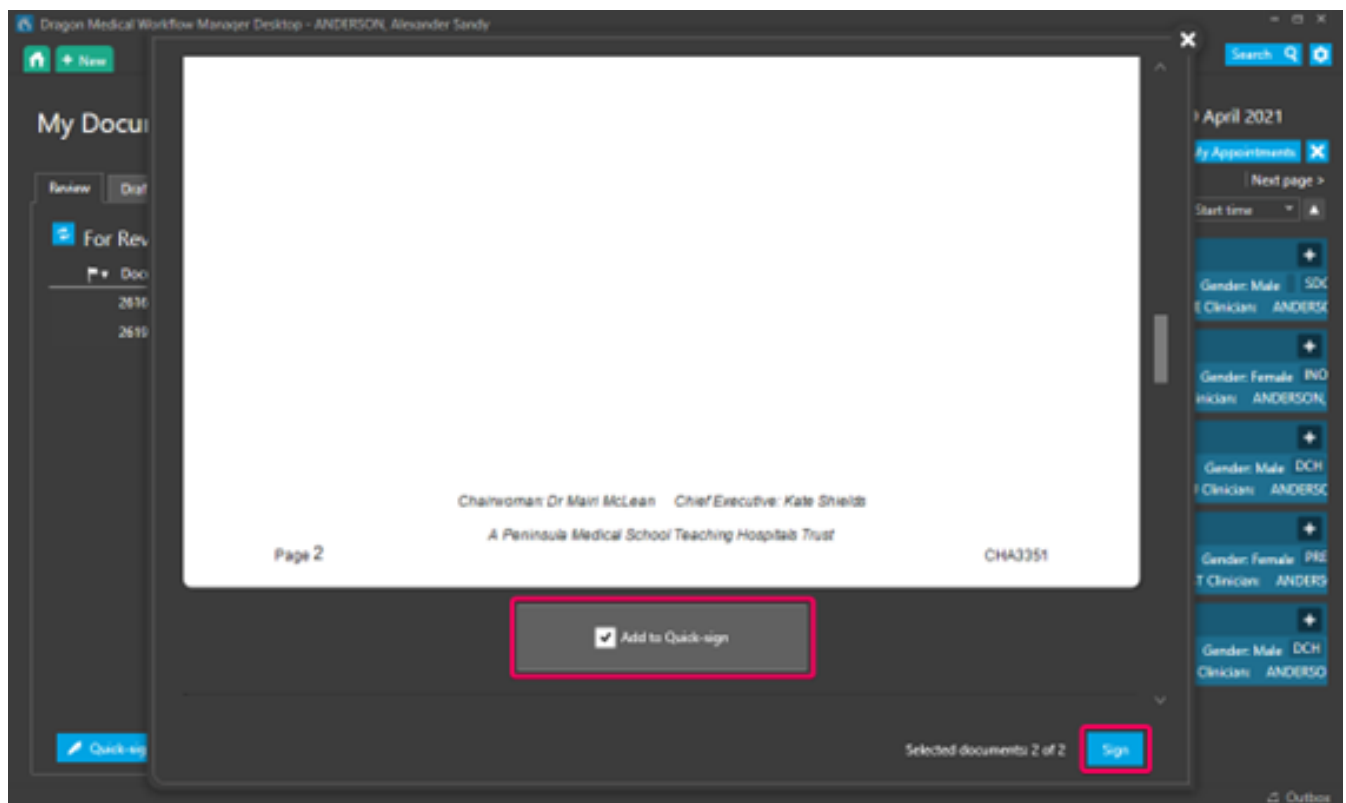 Dragon Medical Workflow Manager Desktop - ANDERSON, Alexander Sandy
+ New
Search
My Docu
April 2021
My Appointments
Next page >
Review Draf
Start time
For Rev
Doc
2616
2619
Gender: Male SDC
E Clinician: ANDERSC
Gender: Female INO
inician: ANDERSON,
Gender: Male DCH
Clinician: ANDERSC
Gender: Female PRE
T Clinician: ANDERS
Gender: Male DCH
Clinician: ANDERSO
Chairwoman: Dr Mairi McLean Chief Executive: Kate Shields
A Peninsula Medical School Teaching Hospitals Trust
Page 2
CHA3351
Add to Quick-sign
Quick-sig
Selected documents: 2 of 2
Sign
Outbox